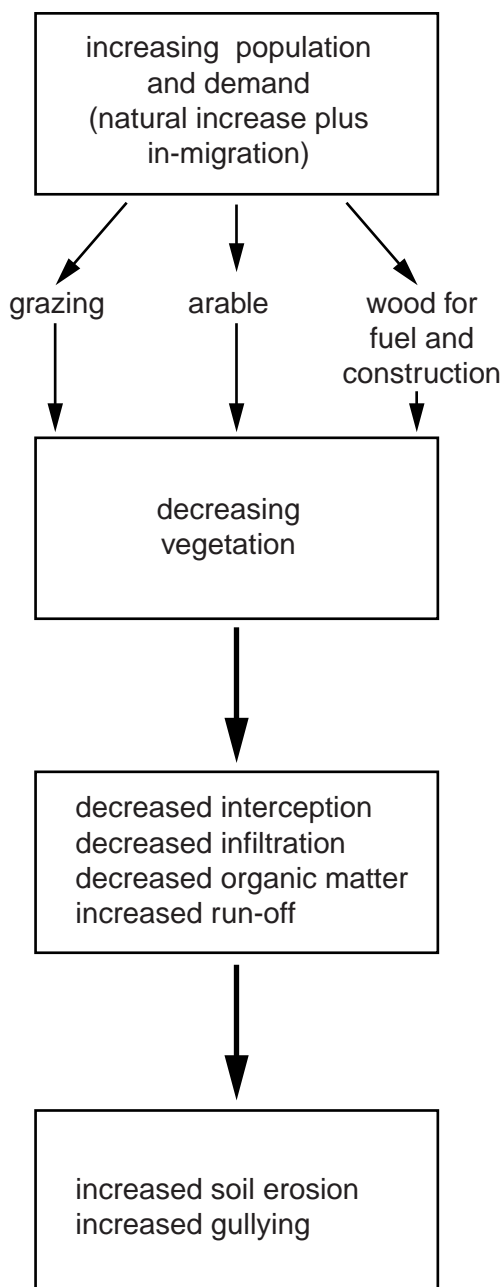 increasing population
and demand
(natural increase plus
in-migration)
grazing
arable
wood for
fuel and
construction
decreasing
vegetation
decreased interception
decreased infiltration
decreased organic matter
increased run-off
increased soil erosion
increased gullying